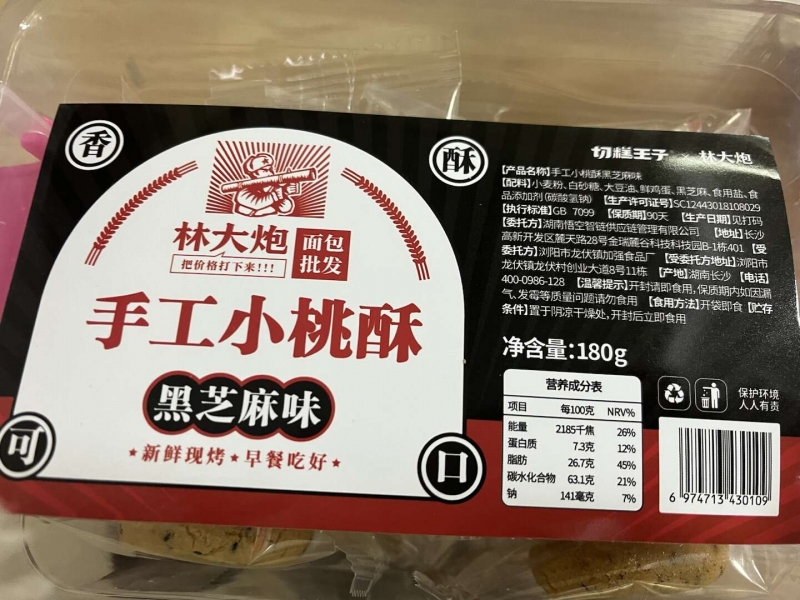 香
酥
林大炮
面包
批发
把价格打下来!!!
手工小桃酥
黑芝麻味
★新鲜现烤★早餐吃好★
可
口
切糕王子 × 林大炮
【产品名称】手工小桃酥黑芝麻味
【配料】小麦粉、白砂糖、大豆油、鲜鸡蛋、黑芝麻、食用盐、食
品添加剂(碳酸氢钠) 【生产许可证号】SC12443018108029
【执行标准】GB 7099 【保质期】90天 【生产日期】见打码
【委托方】湖南悟空智链供应链管理有限公司 【地址】长沙
高新开发区麓天路28号金瑞麓谷科技科技园B-1栋401 【受
委托方】浏阳市龙伏镇加强食品厂 【受委托方地址】浏阳市
龙伏镇龙伏村创业大道8号11栋 【产地】湖南长沙 【电话】
400-0986-128 【温馨提示】开封请即食用,保质期内如因漏
气、发霉等质量问题请勿食用 【食用方法】开袋即食 【贮存
条件】置于阴凉干燥处,开封后立即食用
净含量:180g
营养成分表
项目 每100克 NRV%
能量 2185千焦 26%
蛋白质 7.3克 12%
脂肪 26.7克 45%
碳水化合物 63.1克 21%
钠 141毫克 7%
保护环境
人人有责
6 974713 430109